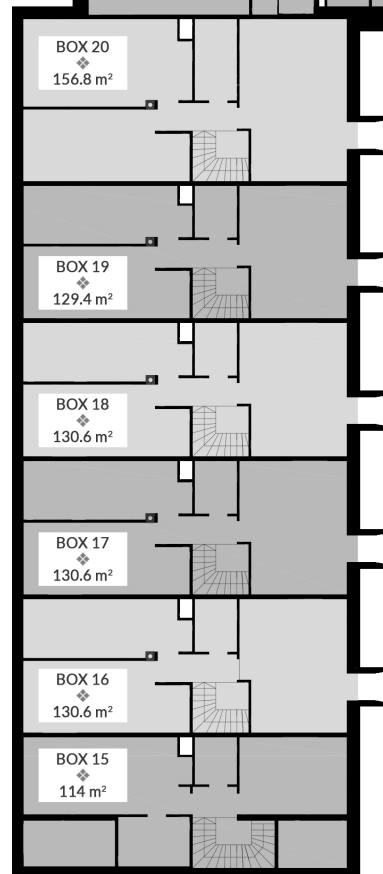 BOX 20
❖
156.8 m²
BOX 19
❖
129.4 m²
BOX 18
❖
130.6 m²
BOX 17
❖
130.6 m²
BOX 16
❖
130.6 m²
BOX 15
❖
114 m²